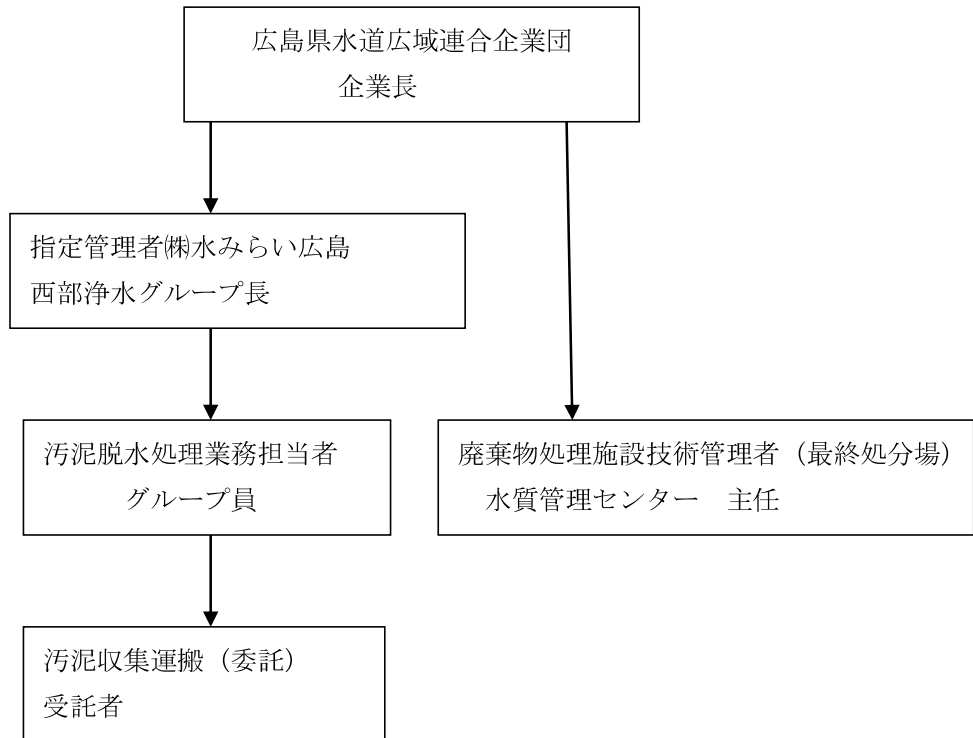 広島県水道広域連合企業団
企業長
指定管理者㈱水みらい広島
西部浄水グループ長
汚泥脱水処理業務担当者
グループ員
廃棄物処理施設技術管理者（最終処分場）
水質管理センター　主任
汚泥収集運搬（委託）
受託者